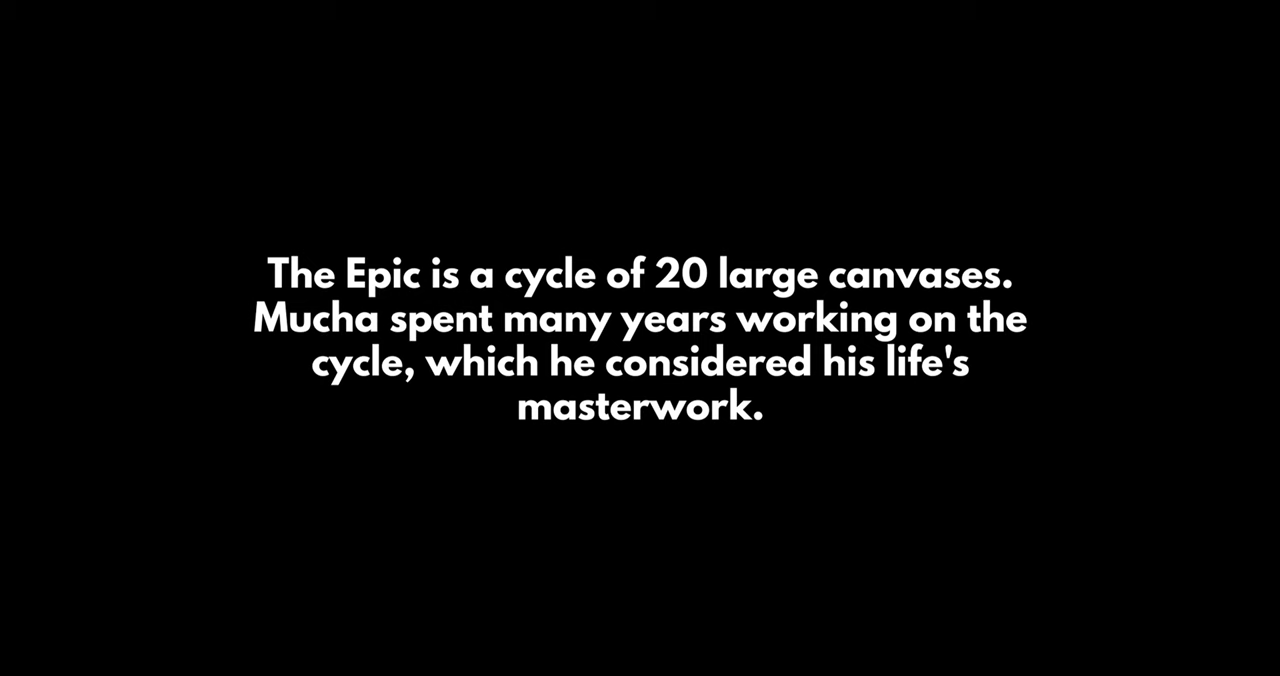 The Epic is a cycle of 20 large canvases.
Mucha spent many years working on the
cycle, which he considered his life's
masterwork.